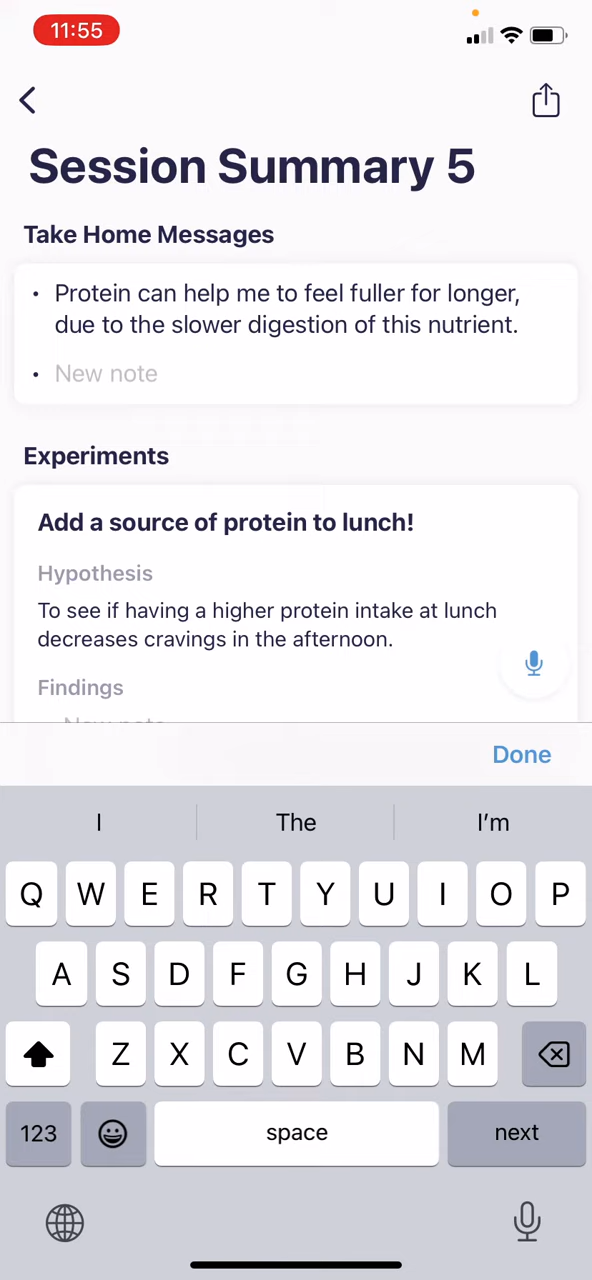 11:55
Session Summary 5
Take Home Messages
• Protein can help me to feel fuller for longer,
due to the slower digestion of this nutrient.
• New note
Experiments
Add a source of protein to lunch!
Hypothesis
To see if having a higher protein intake at lunch
decreases cravings in the afternoon.
Findings
New note
Done
I The I'm
Q W E R T Y U I O P
A S D F G H J K L
Z X C V B N M
123 space next